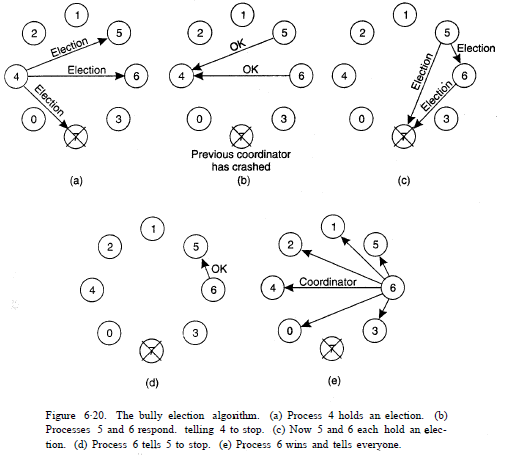 1
2
5
Election
4
Election
6
Election
0
3
7
(a)
1
2
5
OK
4
OK
6
0
3
7
Previous coordinator
has crashed
(b)
1
2
5
Election
4
6
Election
Election
0
3
7
(c)
1
2
5
OK
4
6
0
3
7
(d)
1
2
5
4
Coordinator
6
0
3
7
(e)
Figure 6-20. The bully election algorithm. (a) Process 4 holds an election. (b)
Processes 5 and 6 respond. telling 4 to stop. (c) Now 5 and 6 each hold an elec-
tion. (d) Process 6 tells 5 to stop. (e) Process 6 wins and tells everyone.